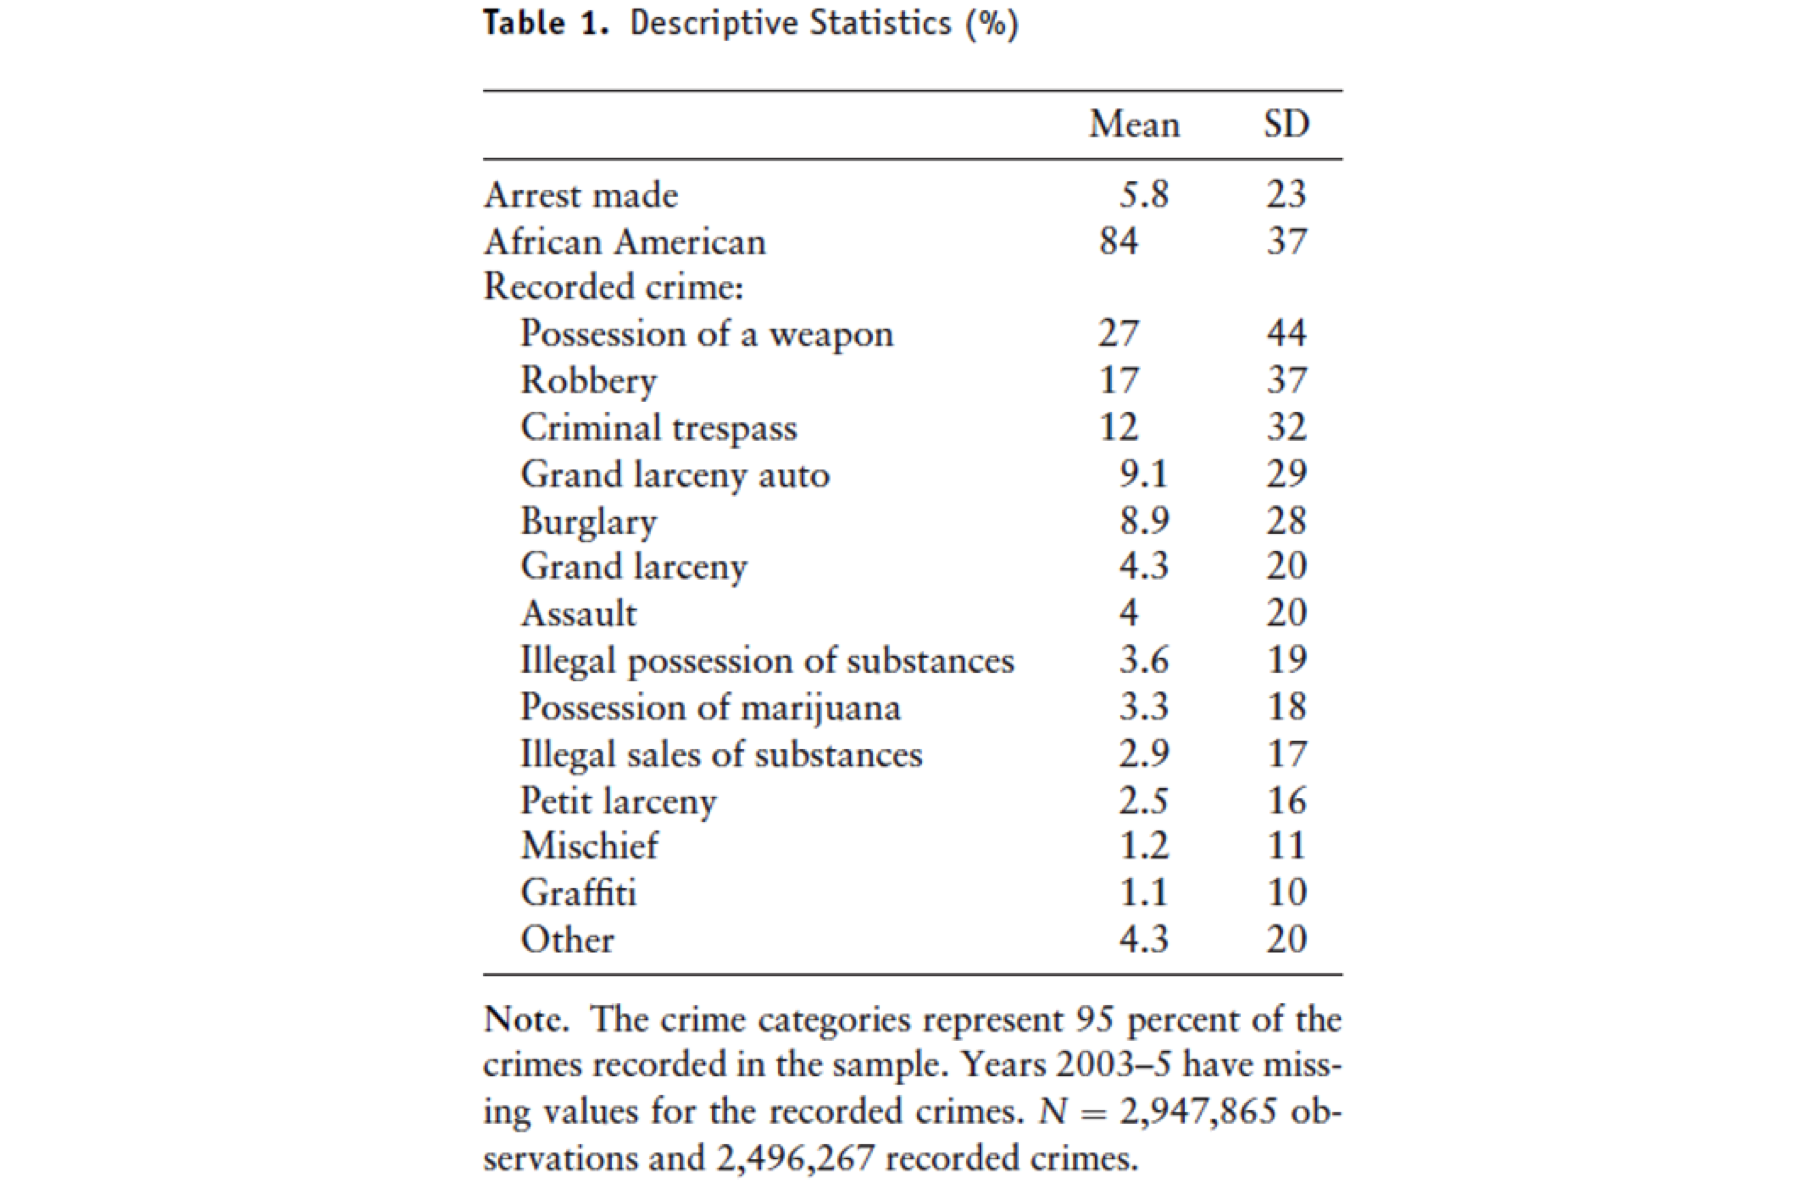 Table 1. Descriptive Statistics (%)
Mean SD
Arrest made 5.8 23
African American 84 37
Recorded crime:
Possession of a weapon 27 44
Robbery 17 37
Criminal trespass 12 32
Grand larceny auto 9.1 29
Burglary 8.9 28
Grand larceny 4.3 20
Assault 4 20
Illegal possession of substances 3.6 19
Possession of marijuana 3.3 18
Illegal sales of substances 2.9 17
Petit larceny 2.5 16
Mischief 1.2 11
Graffiti 1.1 10
Other 4.3 20
Note. The crime categories represent 95 percent of the
crimes recorded in the sample. Years 2003–5 have miss-
ing values for the recorded crimes. N = 2,947,865 ob-
servations and 2,496,267 recorded crimes.